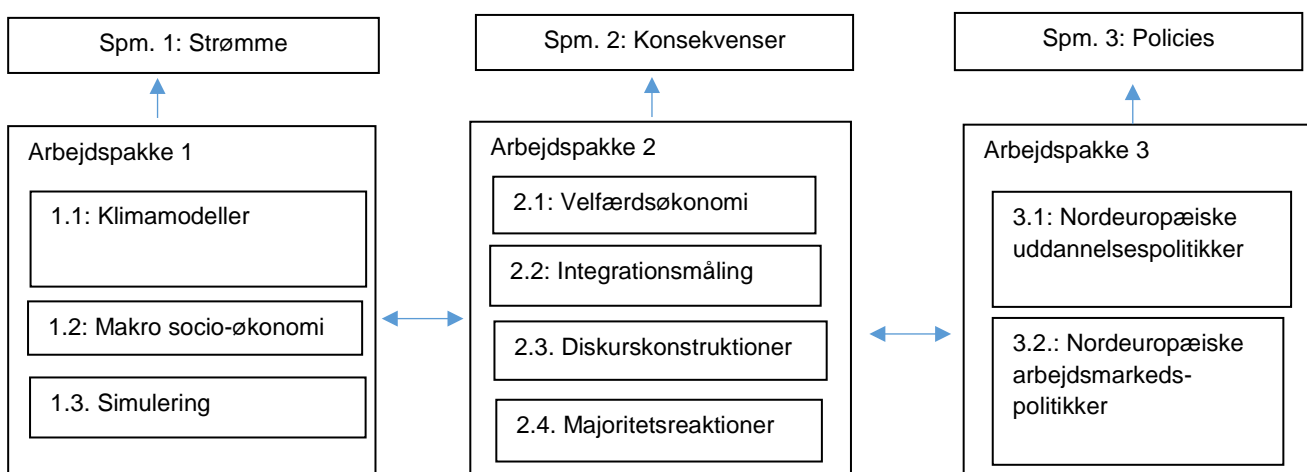 Spm. 1: Strømme
Spm. 2: Konsekvenser
Spm. 3: Policies
Arbejdspakke 1
1.1: Klimamodeller
1.2: Makro socio-økonomi
1.3. Simulering
Arbejdspakke 2
2.1: Velfærdsøkonomi
2.2: Integrationsmåling
2.3. Diskurskonstruktioner
2.4. Majoritetsreaktioner
Arbejdspakke 3
3.1: Nordeuropæiske
uddannelsespolitikker
3.2.: Nordeuropæiske
arbejdsmarkeds-
politikker